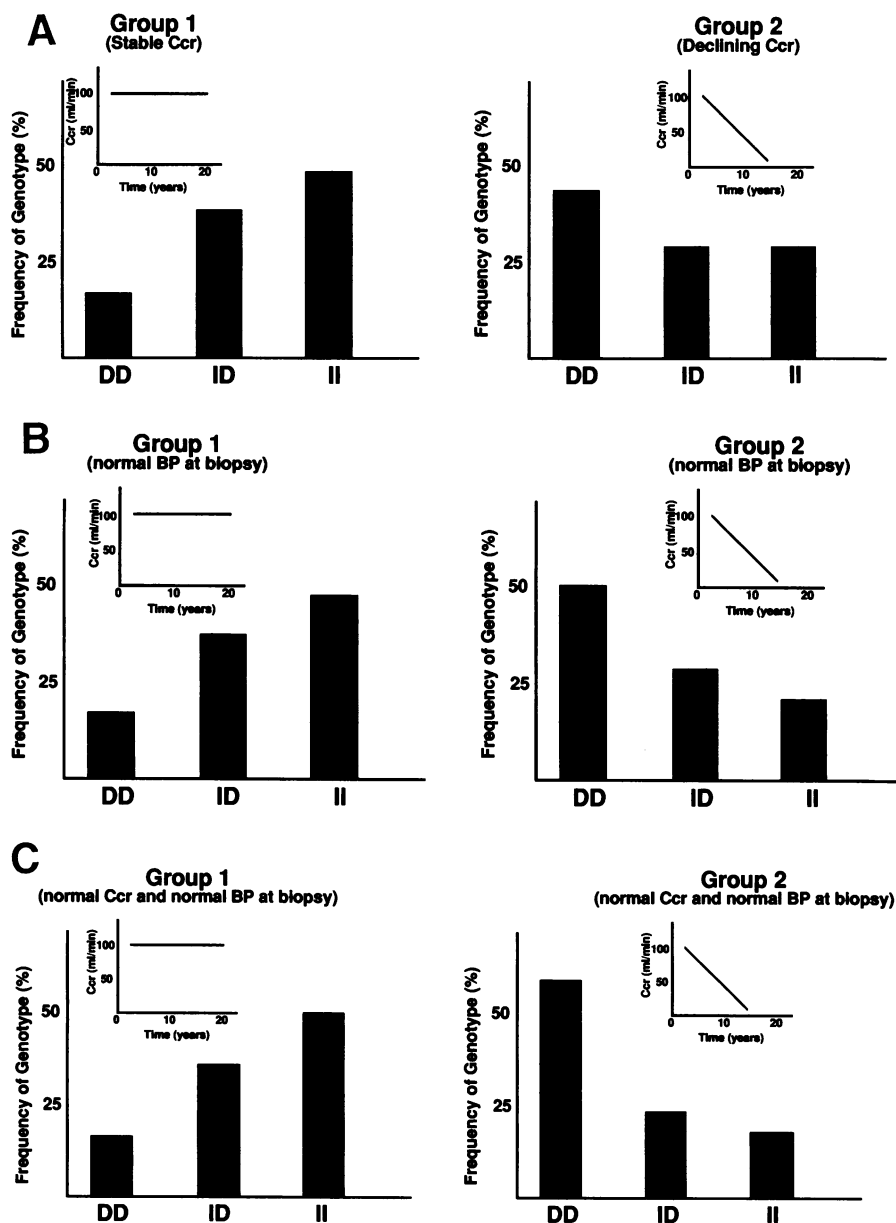 A
Group 1
(Stable Ccr)
Frequency of Genotype (%)
50
25
Ccr (ml/min)
100
50
0 10 20
Time (years)
DD ID II
Group 2
(Declining Ccr)
Frequency of Genotype (%)
50
25
Ccr (ml/min)
100
50
0 10 20
Time (years)
DD ID II
B
Group 1
(normal BP at biopsy)
Frequency of Genotype (%)
50
25
Ccr (ml/min)
100
50
0 10 20
Time (years)
DD ID II
Group 2
(normal BP at biopsy)
Frequency of Genotype (%)
50
25
Ccr (ml/min)
100
50
0 10 20
Time (years)
DD ID II
C
Group 1
(normal Ccr and normal BP at biopsy)
Frequency of Genotype (%)
50
25
Ccr (ml/min)
100
50
0 10 20
Time (years)
DD ID II
Group 2
(normal Ccr and normal BP at biopsy)
Frequency of Genotype (%)
50
25
Ccr (ml/min)
100
50
0 10 20
Time (years)
DD ID II